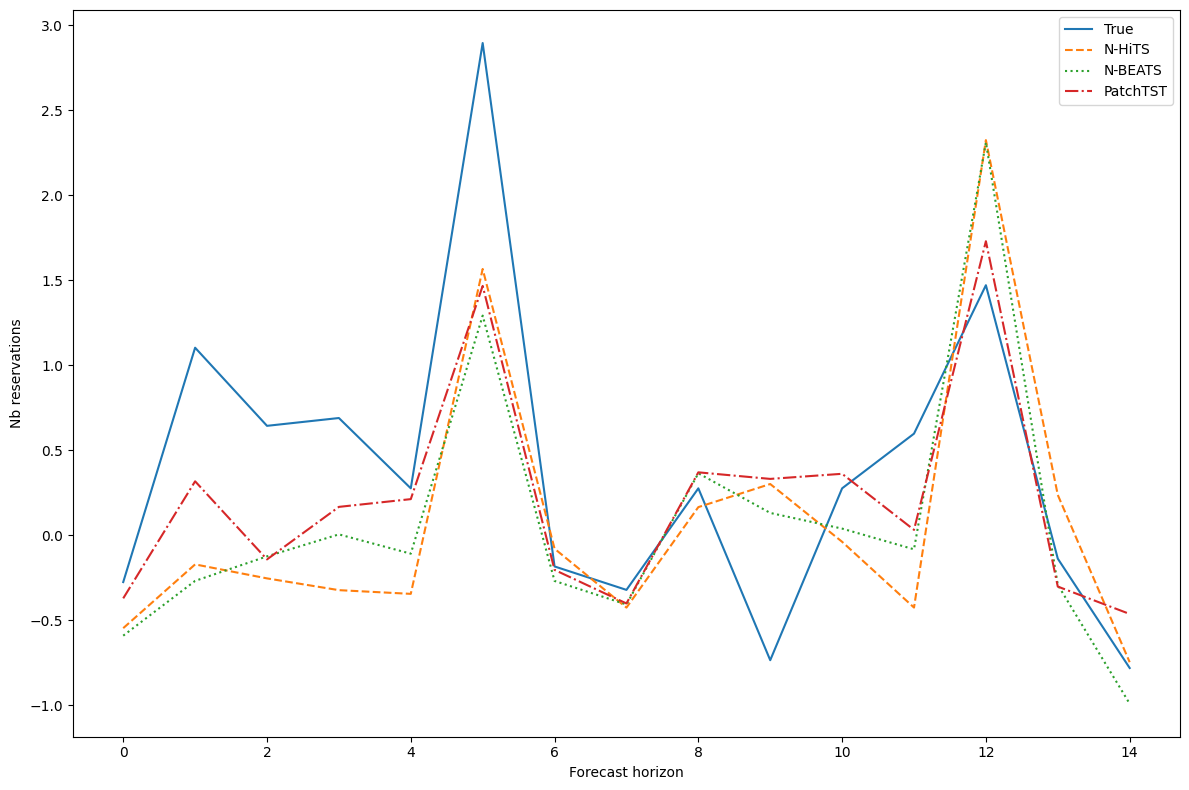 3.0
2.5
2.0
1.5
1.0
0.5
0.0
−0.5
−1.0
Nb reservations
True
N-HiTS
N-BEATS
PatchTST
0 2 4 6 8 10 12 14
Forecast horizon